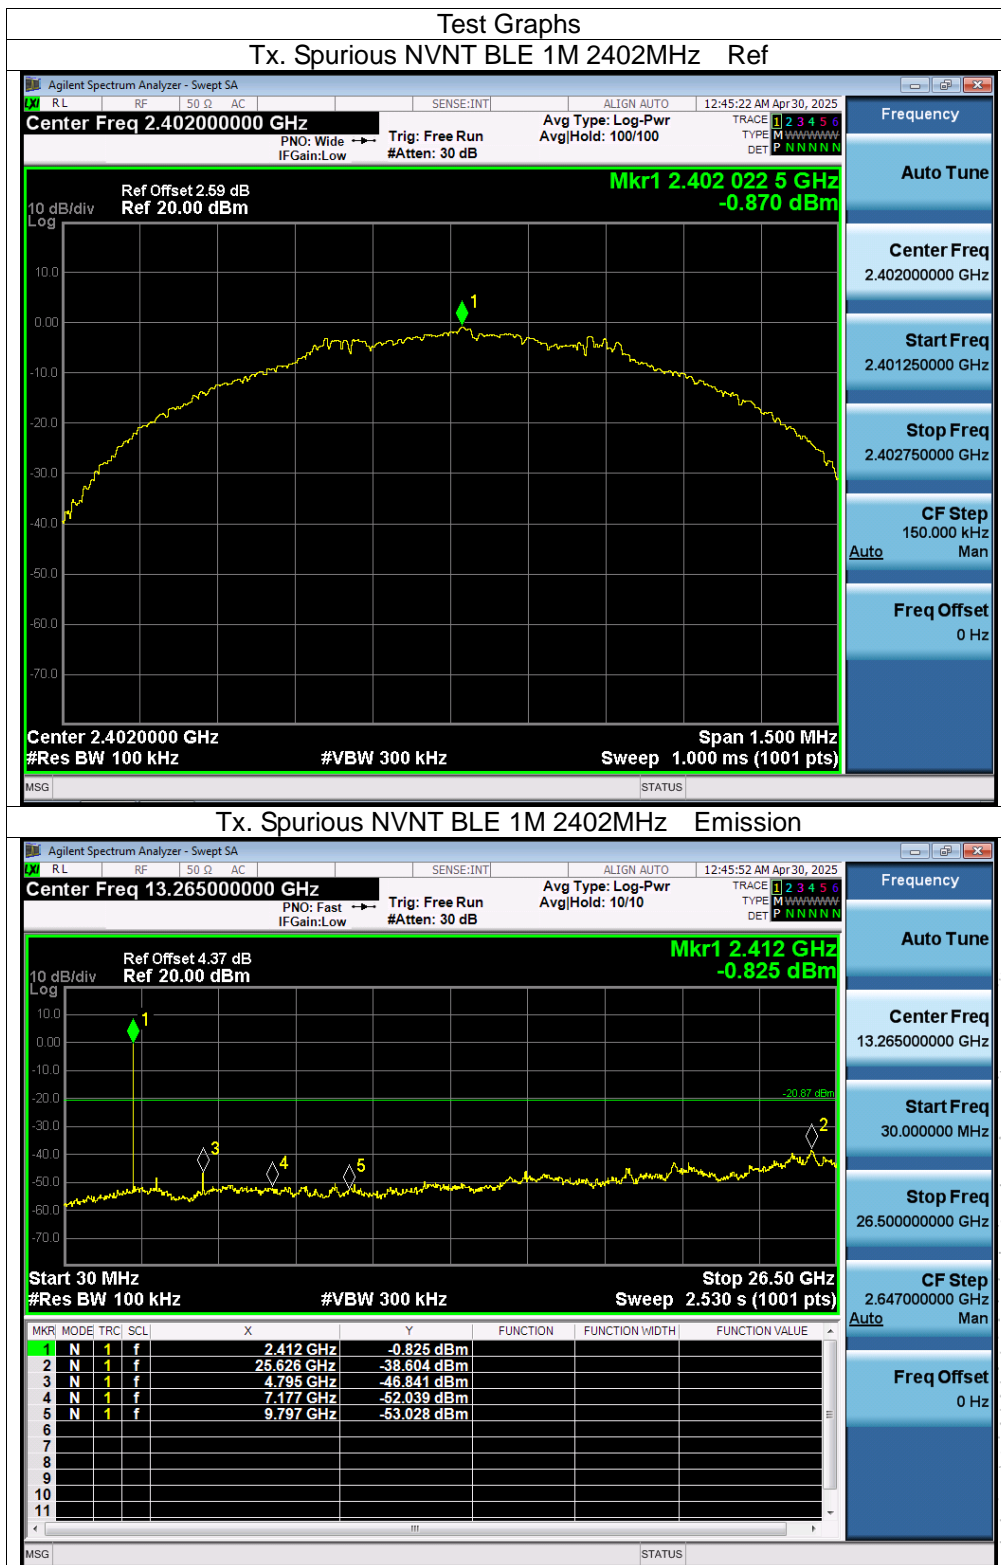 Test Graphs
Tx. Spurious NVNT BLE 1M 2402MHz Ref
Agilent Spectrum Analyzer - Swept SA
LXI RL RF 50 Ω AC SENSE:INT ALIGN AUTO 12:45:22 AM Apr 30, 2025
Center Freq 2.402000000 GHz
PNO: Wide
IFGain:Low
Trig: Free Run
#Atten: 30 dB
Avg Type: Log-Pwr
Avg|Hold: 100/100
TRACE 1 2 3 4 5 6
TYPE M WWWWW
DET P N N N N N
Frequency
Auto Tune
Center Freq
2.402000000 GHz
Start Freq
2.401250000 GHz
Stop Freq
2.402750000 GHz
CF Step
150.000 kHz
Auto Man
Freq Offset
0 Hz
Mkr1 2.402 022 5 GHz
-0.870 dBm
Ref Offset 2.59 dB
10 dB/div Ref 20.00 dBm
Log
10.0
0.00
-10.0
-20.0
-30.0
-40.0
-50.0
-60.0
-70.0
1
Center 2.4020000 GHz Span 1.500 MHz
#Res BW 100 kHz #VBW 300 kHz Sweep 1.000 ms (1001 pts)
MSG STATUS
Tx. Spurious NVNT BLE 1M 2402MHz Emission
Agilent Spectrum Analyzer - Swept SA
LXI RL RF 50 Ω AC SENSE:INT ALIGN AUTO 12:45:52 AM Apr 30, 2025
Center Freq 13.265000000 GHz
PNO: Fast
IFGain:Low
Trig: Free Run
#Atten: 30 dB
Avg Type: Log-Pwr
Avg|Hold: 10/10
TRACE 1 2 3 4 5 6
TYPE M WWWWW
DET P N N N N N
Frequency
Auto Tune
Center Freq
13.265000000 GHz
Start Freq
30.000000 MHz
Stop Freq
26.500000000 GHz
CF Step
2.647000000 GHz
Auto Man
Freq Offset
0 Hz
Mkr1 2.412 GHz
-0.825 dBm
Ref Offset 4.37 dB
10 dB/div Ref 20.00 dBm
Log
10.0
0.00
-10.0
-20.0
-30.0
-40.0
-50.0
-60.0
-70.0
1
-20.87 dBm
2
3
4
5
Start 30 MHz Stop 26.50 GHz
#Res BW 100 kHz #VBW 300 kHz Sweep 2.530 s (1001 pts)
MKR MODE TRC SCL X Y FUNCTION FUNCTION WIDTH FUNCTION VALUE
1 N 1 f 2.412 GHz -0.825 dBm
2 N 1 f 25.626 GHz -38.604 dBm
3 N 1 f 4.795 GHz -46.841 dBm
4 N 1 f 7.177 GHz -52.039 dBm
5 N 1 f 9.797 GHz -53.028 dBm
6
7
8
9
10
11
MSG STATUS